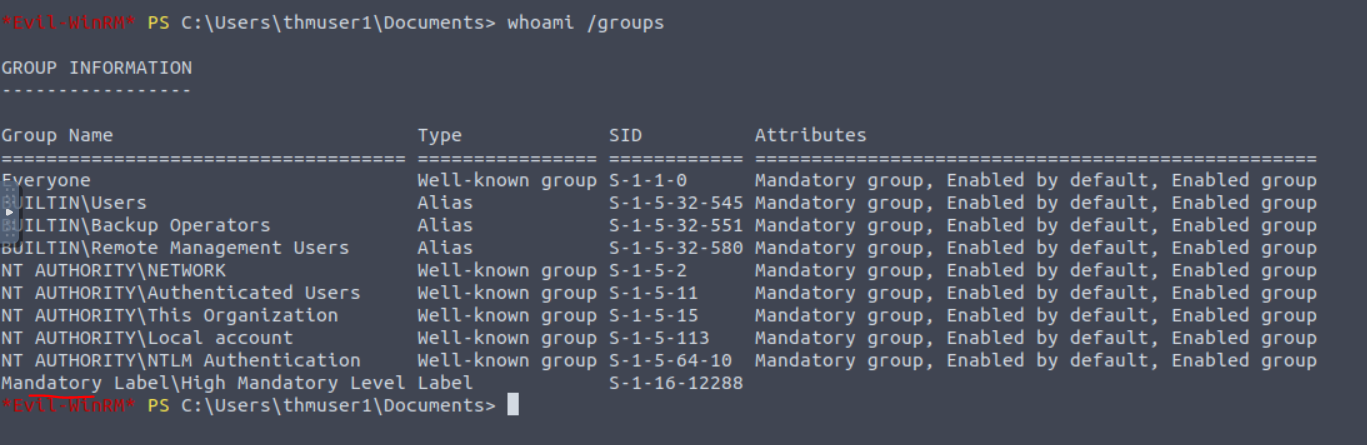 *Evil-WinRM* PS C:\Users\thmuser1\Documents> whoami /groups
GROUP INFORMATION
-----------------
Group Name Type SID Attributes
==================================== ================ ============ ==================================================
Everyone Well-known group S-1-1-0 Mandatory group, Enabled by default, Enabled group
BUILTIN\Users Alias S-1-5-32-545 Mandatory group, Enabled by default, Enabled group
BUILTIN\Backup Operators Alias S-1-5-32-551 Mandatory group, Enabled by default, Enabled group
BUILTIN\Remote Management Users Alias S-1-5-32-580 Mandatory group, Enabled by default, Enabled group
NT AUTHORITY\NETWORK Well-known group S-1-5-2 Mandatory group, Enabled by default, Enabled group
NT AUTHORITY\Authenticated Users Well-known group S-1-5-11 Mandatory group, Enabled by default, Enabled group
NT AUTHORITY\This Organization Well-known group S-1-5-15 Mandatory group, Enabled by default, Enabled group
NT AUTHORITY\Local account Well-known group S-1-5-113 Mandatory group, Enabled by default, Enabled group
NT AUTHORITY\NTLM Authentication Well-known group S-1-5-64-10 Mandatory group, Enabled by default, Enabled group
Mandatory Label\High Mandatory Level Label S-1-16-12288
*Evil-WinRM* PS C:\Users\thmuser1\Documents>